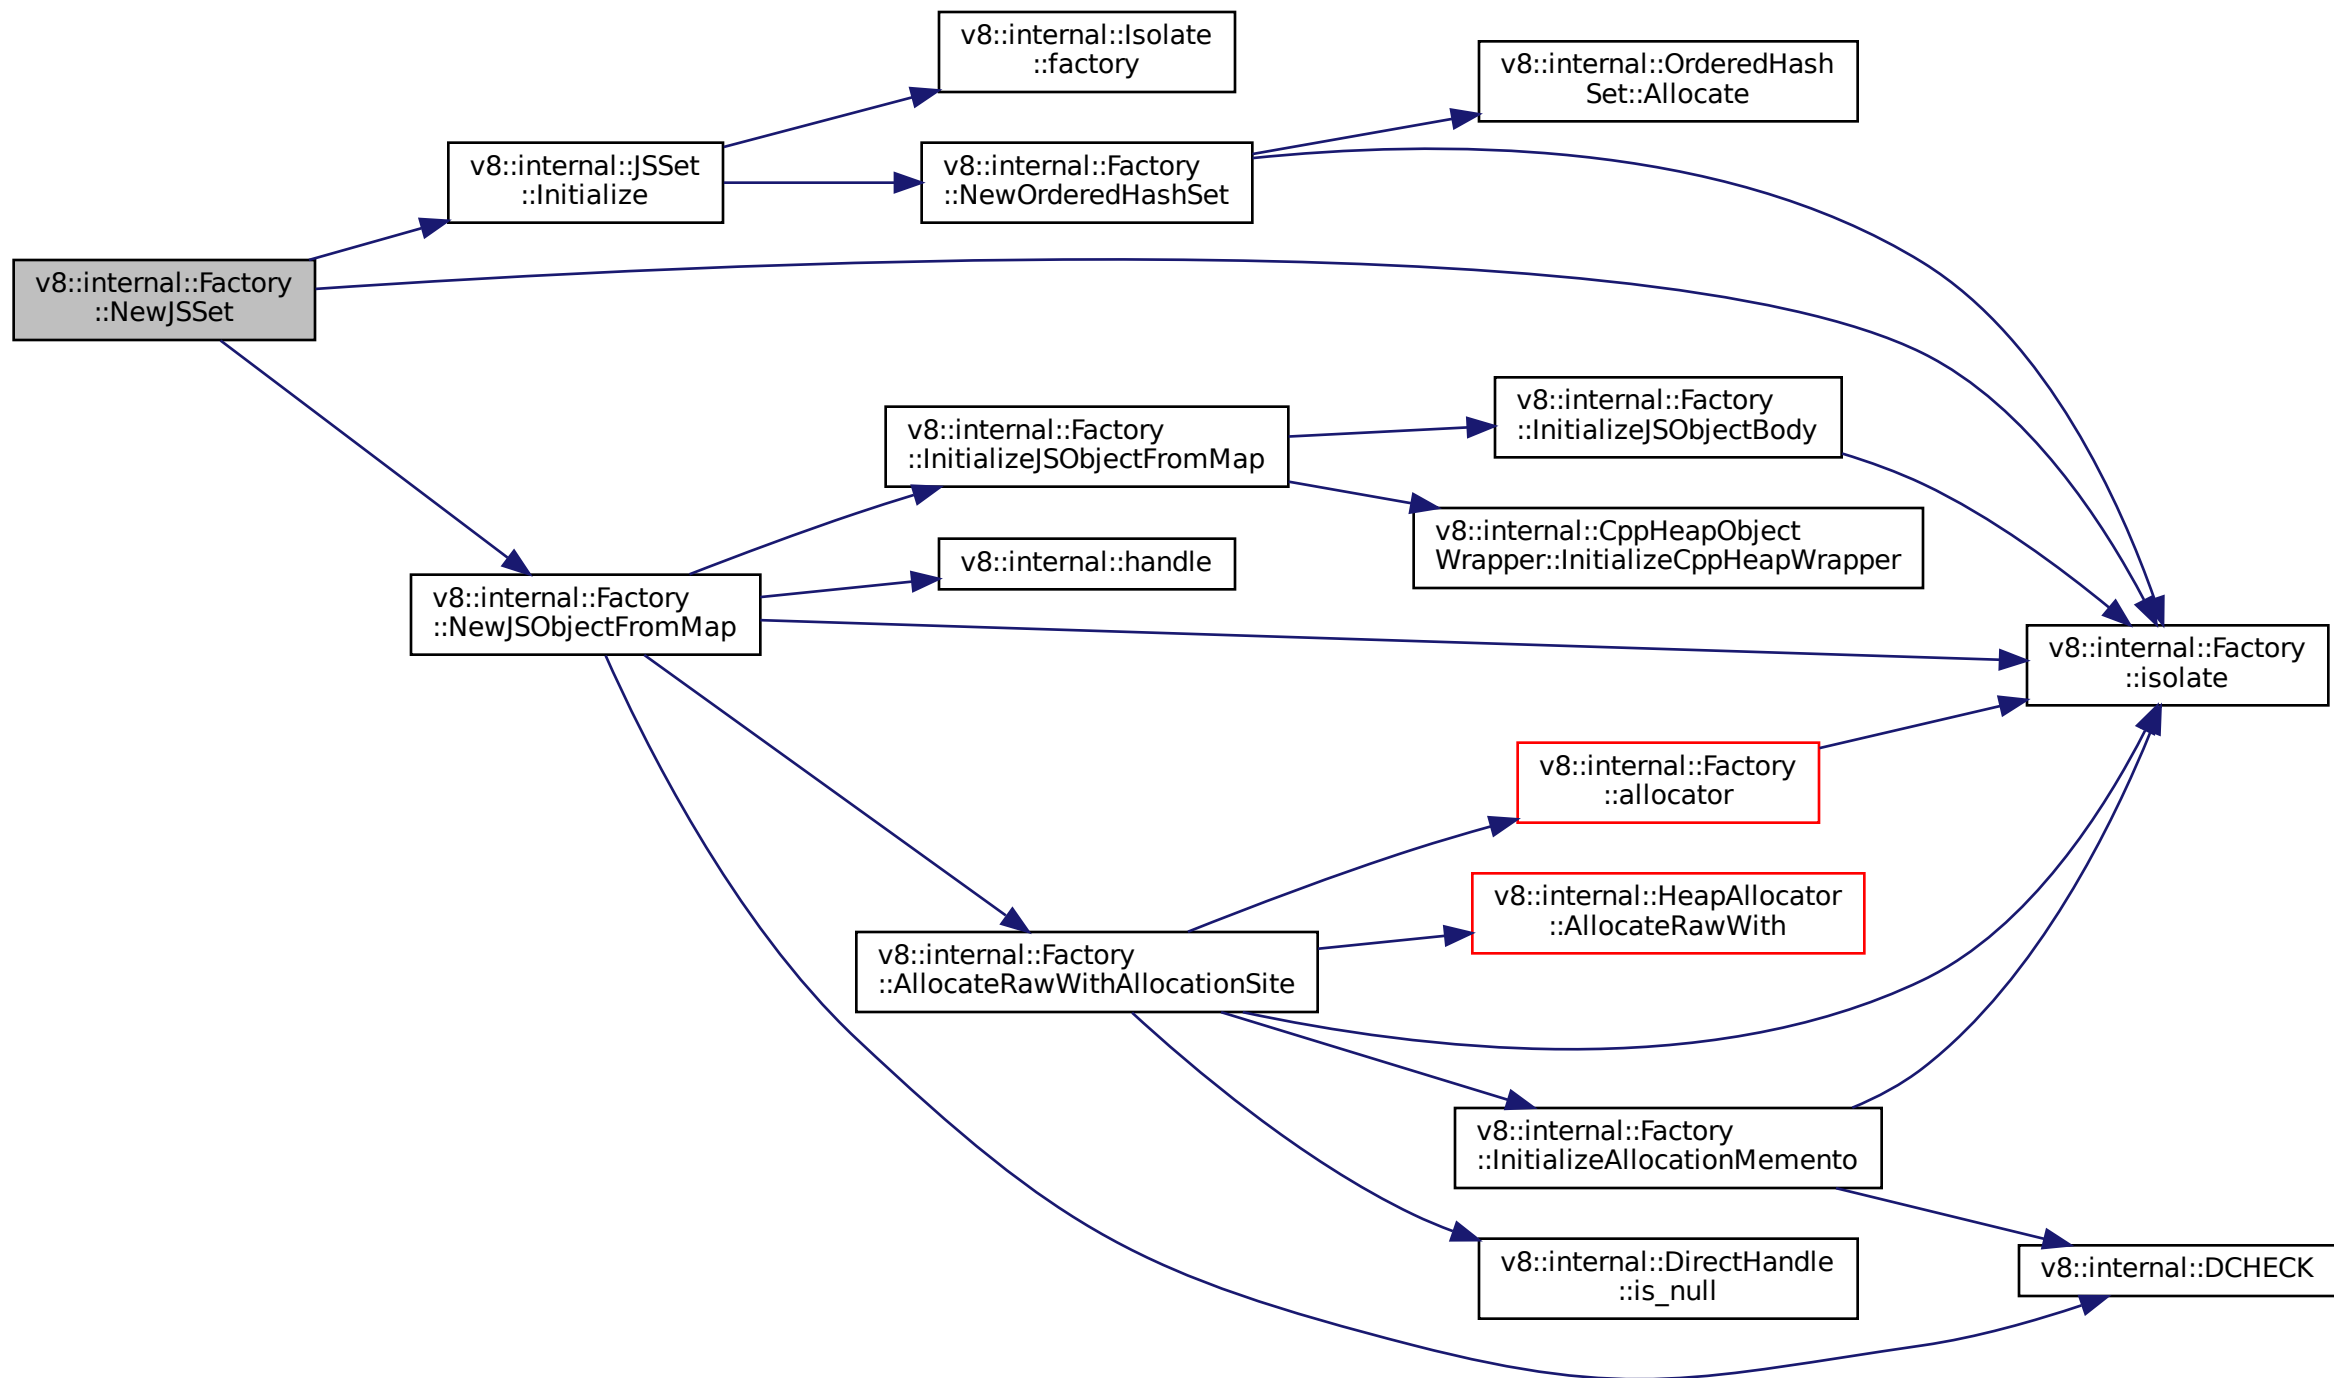 v8::internal::Isolate
::factory
v8::internal::OrderedHash
Set::Allocate
v8::internal::JSSet
::Initialize
v8::internal::Factory
::NewOrderedHashSet
v8::internal::Factory
::NewJSSet
v8::internal::Factory
::InitializeJSObjectBody
v8::internal::Factory
::InitializeJSObjectFromMap
v8::internal::CppHeapObject
Wrapper::InitializeCppHeapWrapper
v8::internal::handle
v8::internal::Factory
::NewJSObjectFromMap
v8::internal::Factory
::isolate
v8::internal::Factory
::allocator
v8::internal::HeapAllocator
::AllocateRawWith
v8::internal::Factory
::AllocateRawWithAllocationSite
v8::internal::Factory
::InitializeAllocationMemento
v8::internal::DirectHandle
::is_null
v8::internal::DCHECK